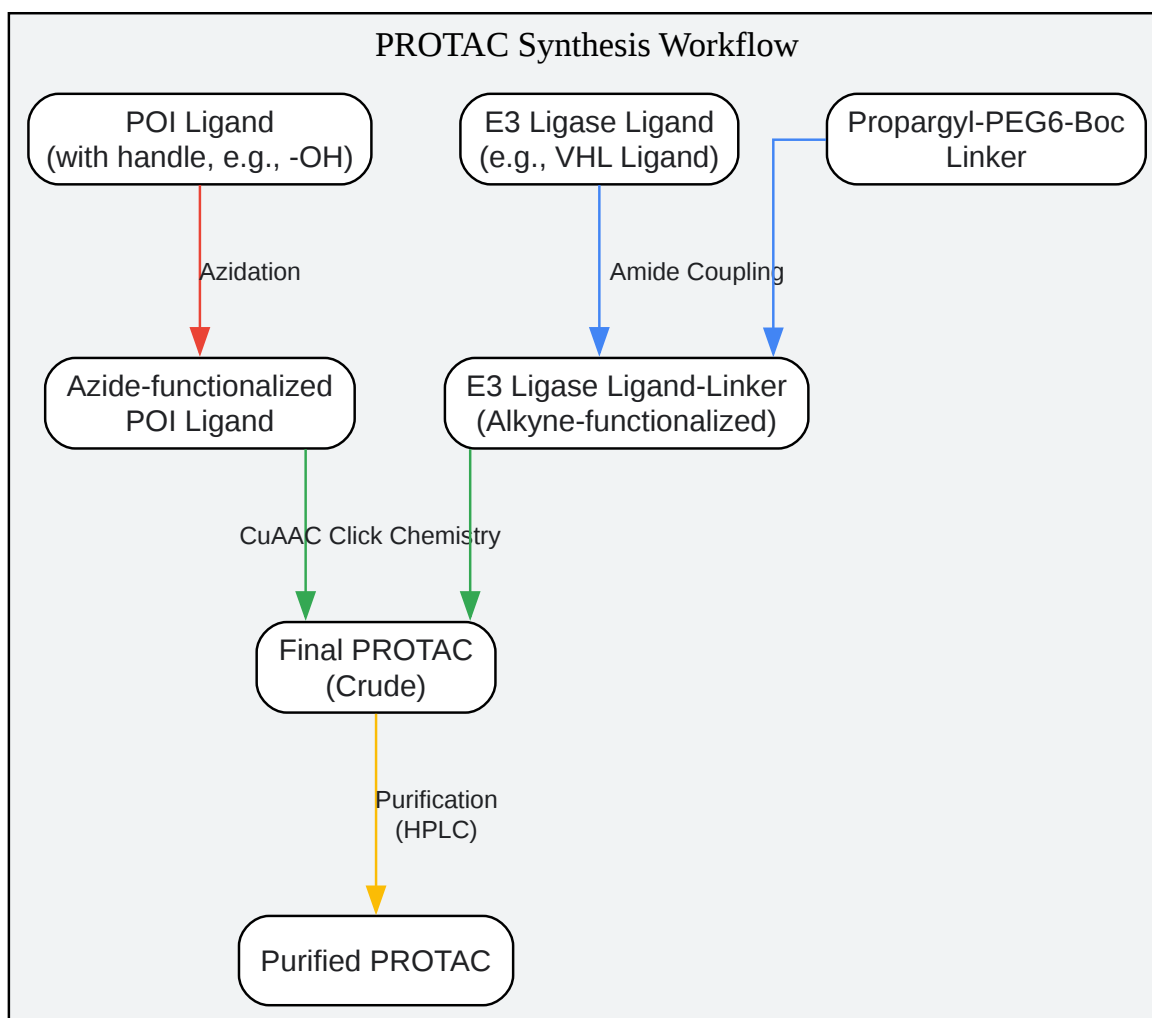 PROTAC Synthesis Workflow
POI Ligand
(with handle, e.g., -OH)
E3 Ligase Ligand
(e.g., VHL Ligand)
Propargyl-PEG6-Boc
Linker
Azidation
Amide Coupling
Azide-functionalized
POI Ligand
E3 Ligase Ligand-Linker
(Alkyne-functionalized)
CuAAC Click Chemistry
Final PROTAC
(Crude)
Purification
(HPLC)
Purified PROTAC